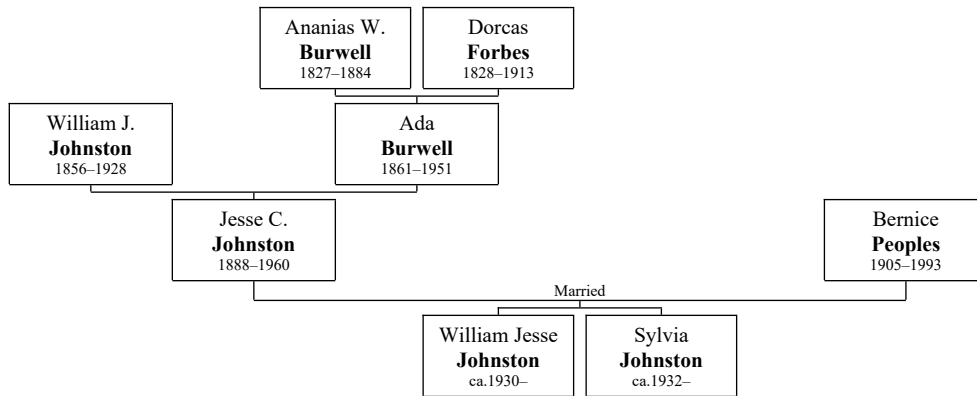 Ananias W.
Burwell
1827–1884
Dorcas
Forbes
1828–1913
William J.
Johnston
1856–1928
Ada
Burwell
1861–1951
Jesse C.
Johnston
1888–1960
Bernice
Peoples
1905–1993
Married
William Jesse
Johnston
ca.1930–
Sylvia
Johnston
ca.1932–